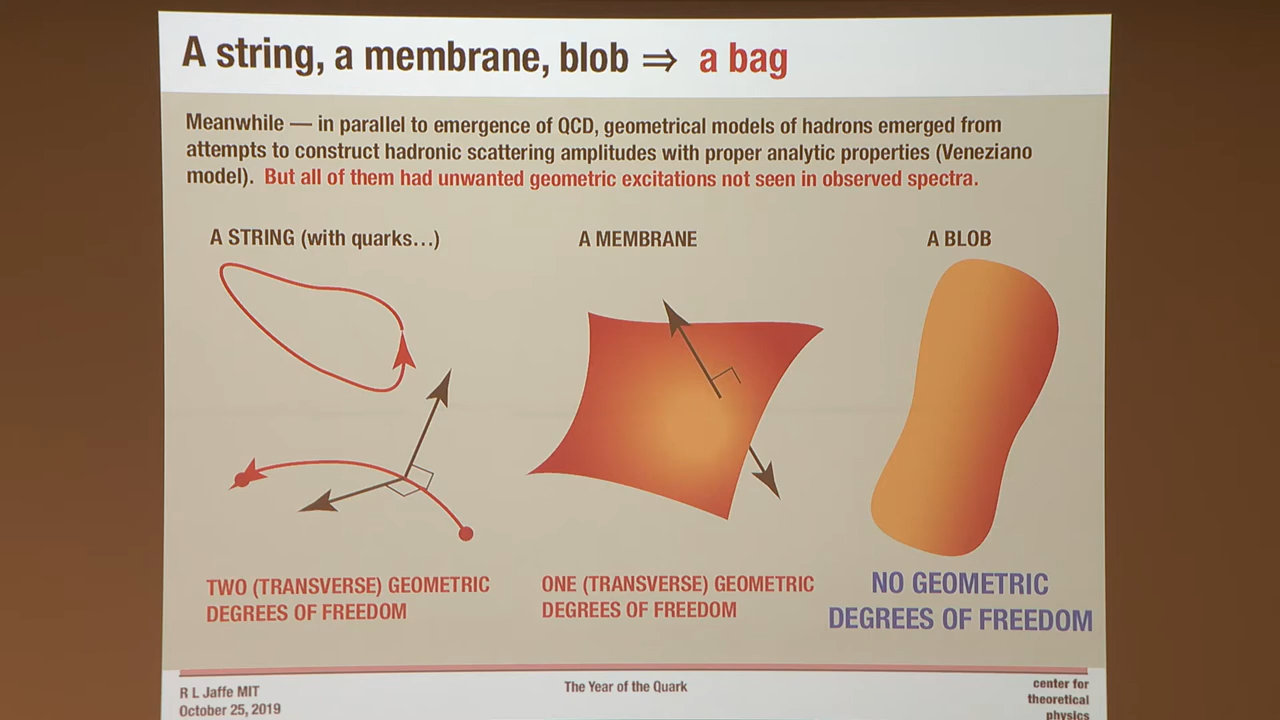 A string, a membrane, blob ⇒ a bag
Meanwhile — in parallel to emergence of QCD, geometrical models of hadrons emerged from
attempts to construct hadronic scattering amplitudes with proper analytic properties (Veneziano
model). But all of them had unwanted geometric excitations not seen in observed spectra.
A STRING (with quarks...)
A MEMBRANE
A BLOB
TWO (TRANSVERSE) GEOMETRIC
DEGREES OF FREEDOM
ONE (TRANSVERSE) GEOMETRIC
DEGREES OF FREEDOM
NO GEOMETRIC
DEGREES OF FREEDOM
R L Jaffe MIT
October 25, 2019
The Year of the Quark
center for
theoretical
physics